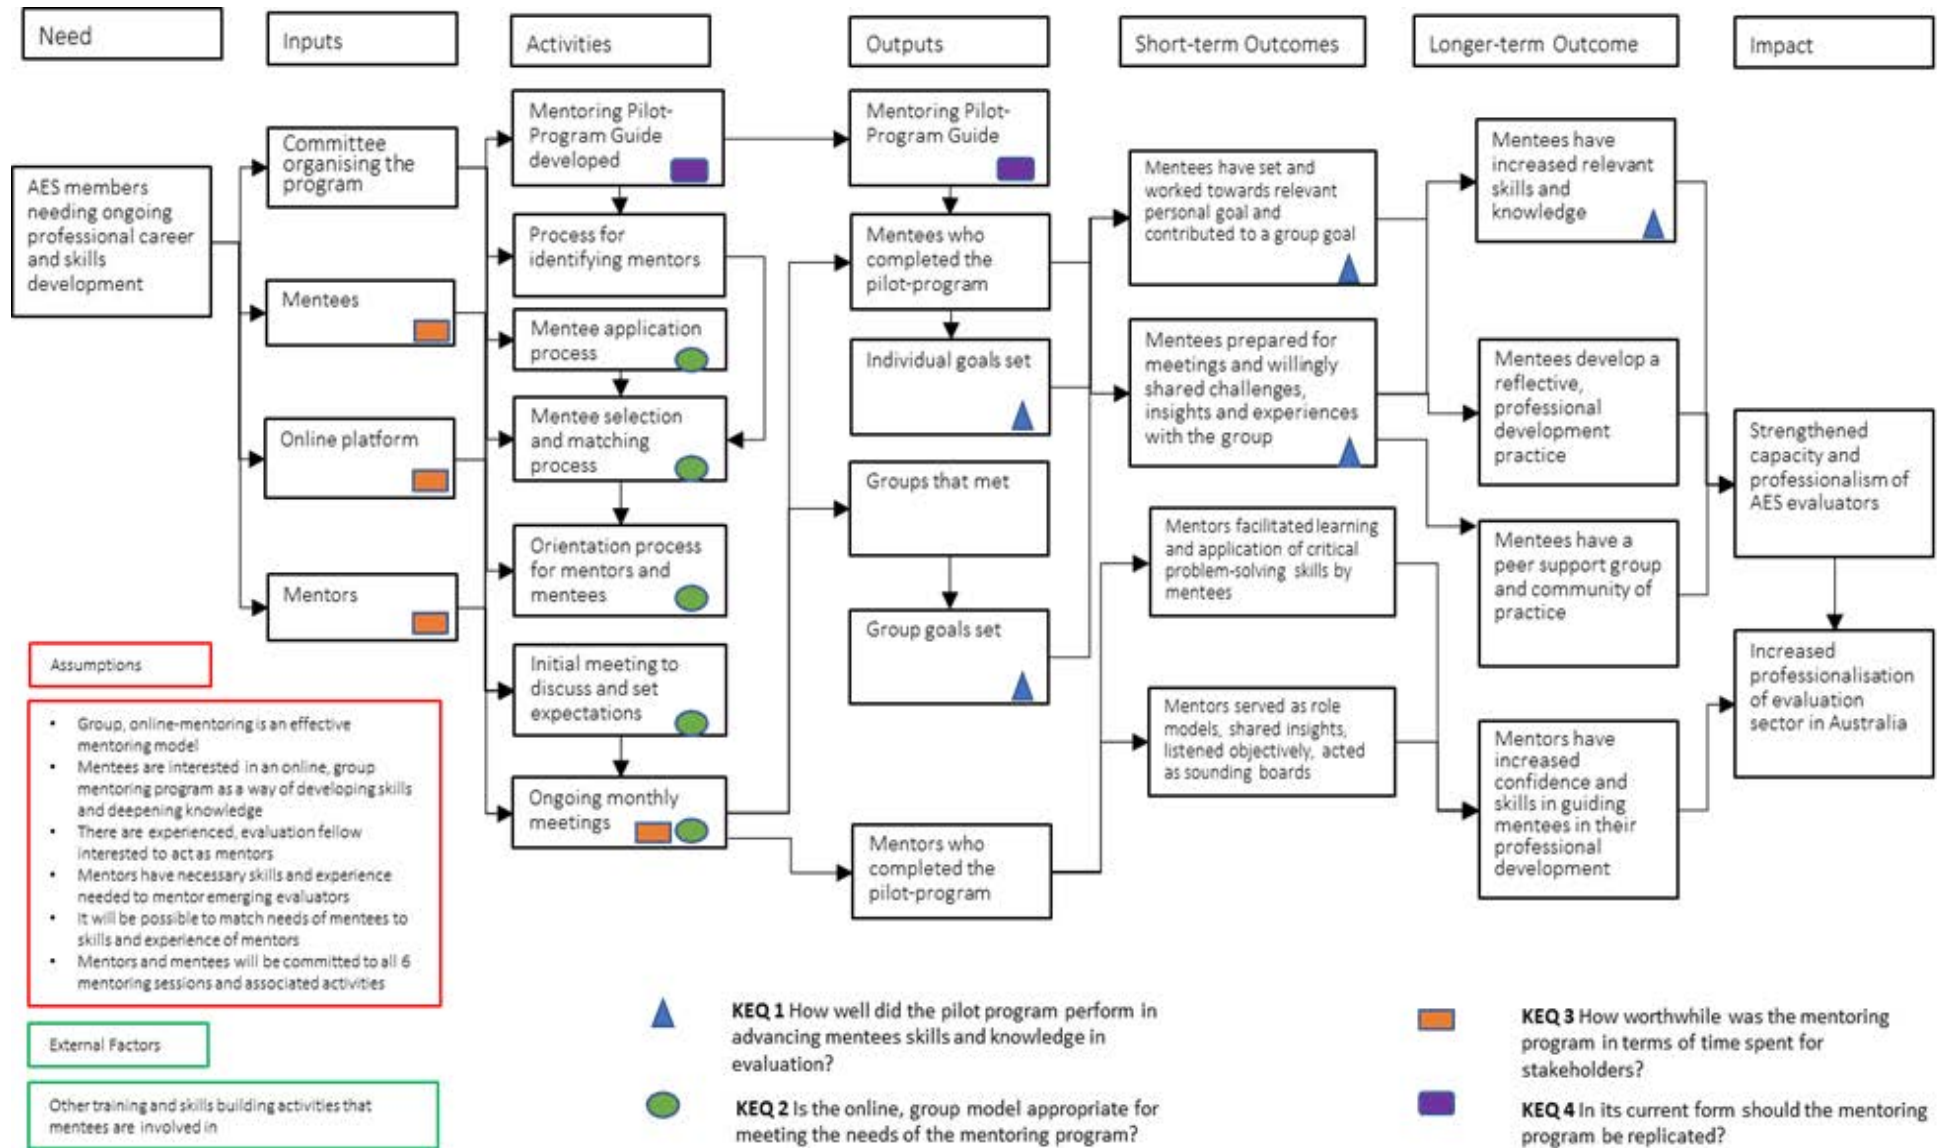 Need
Inputs
Activities
Outputs
Short-term Outcomes
Longer-term Outcome
Impact
AES members
needing ongoing
professional career
and skills
development
Committee
organising the
program
Mentees
Online platform
Mentors
Mentoring Pilot-
Program Guide
developed
Process for
identifying mentors
Mentee application
process
Mentee selection
and matching
process
Orientation process
for mentors and
mentees
Initial meeting to
discuss and set
expectations
Ongoing monthly
meetings
Mentoring Pilot-
Program Guide
Mentees who
completed the
pilot-program
Individual goals set
Groups that met
Group goals set
Mentors who
completed the
pilot-program
Mentees have set and
worked towards relevant
personal goal and
contributed to a group goal
Mentees prepared for
meetings and willingly
shared challenges,
insights and experiences
with the group
Mentors facilitated learning
and application of critical
problem-solving skills by
mentees
Mentors served as role
models, shared insights,
listened objectively, acted
as sounding boards
Mentees have
increased relevant
skills and
knowledge
Mentees develop a
reflective,
professional
development
practice
Mentees have a
peer support group
and community of
practice
Mentors have
increased
confidence and
skills in guiding
mentees in their
professional
development
Strengthened
capacity and
professionalism of
AES evaluators
Increased
professionalisation
of evaluation
sector in Australia
Assumptions
• Group, online-mentoring is an effective
mentoring model
• Mentees are interested in an online, group
mentoring program as a way of developing skills
and deepening knowledge
• There are experienced, evaluation fellow
interested to act as mentors
• Mentors have necessary skills and experience
needed to mentor emerging evaluators
• It will be possible to match needs of mentees to
skills and experience of mentors
• Mentors and mentees will be committed to all 6
mentoring sessions and associated activities
External Factors
Other training and skills building activities that
mentees are involved in
KEQ 1 How well did the pilot program perform in
advancing mentees skills and knowledge in
evaluation?
KEQ 2 Is the online, group model appropriate for
meeting the needs of the mentoring program?
KEQ 3 How worthwhile was the mentoring
program in terms of time spent for
stakeholders?
KEQ 4 In its current form should the mentoring
program be replicated?